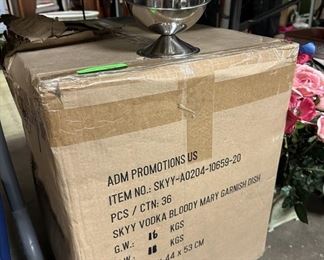 ADM PROMOTIONS US
ITEM NO.: SKYY-A0204-10659-20
PCS / CTN: 36
SKYY VODKA BLOODY MARY GARNISH DISH
G.W.: 16 KGS
N.W.: 11 KGS
44 x 53 CM